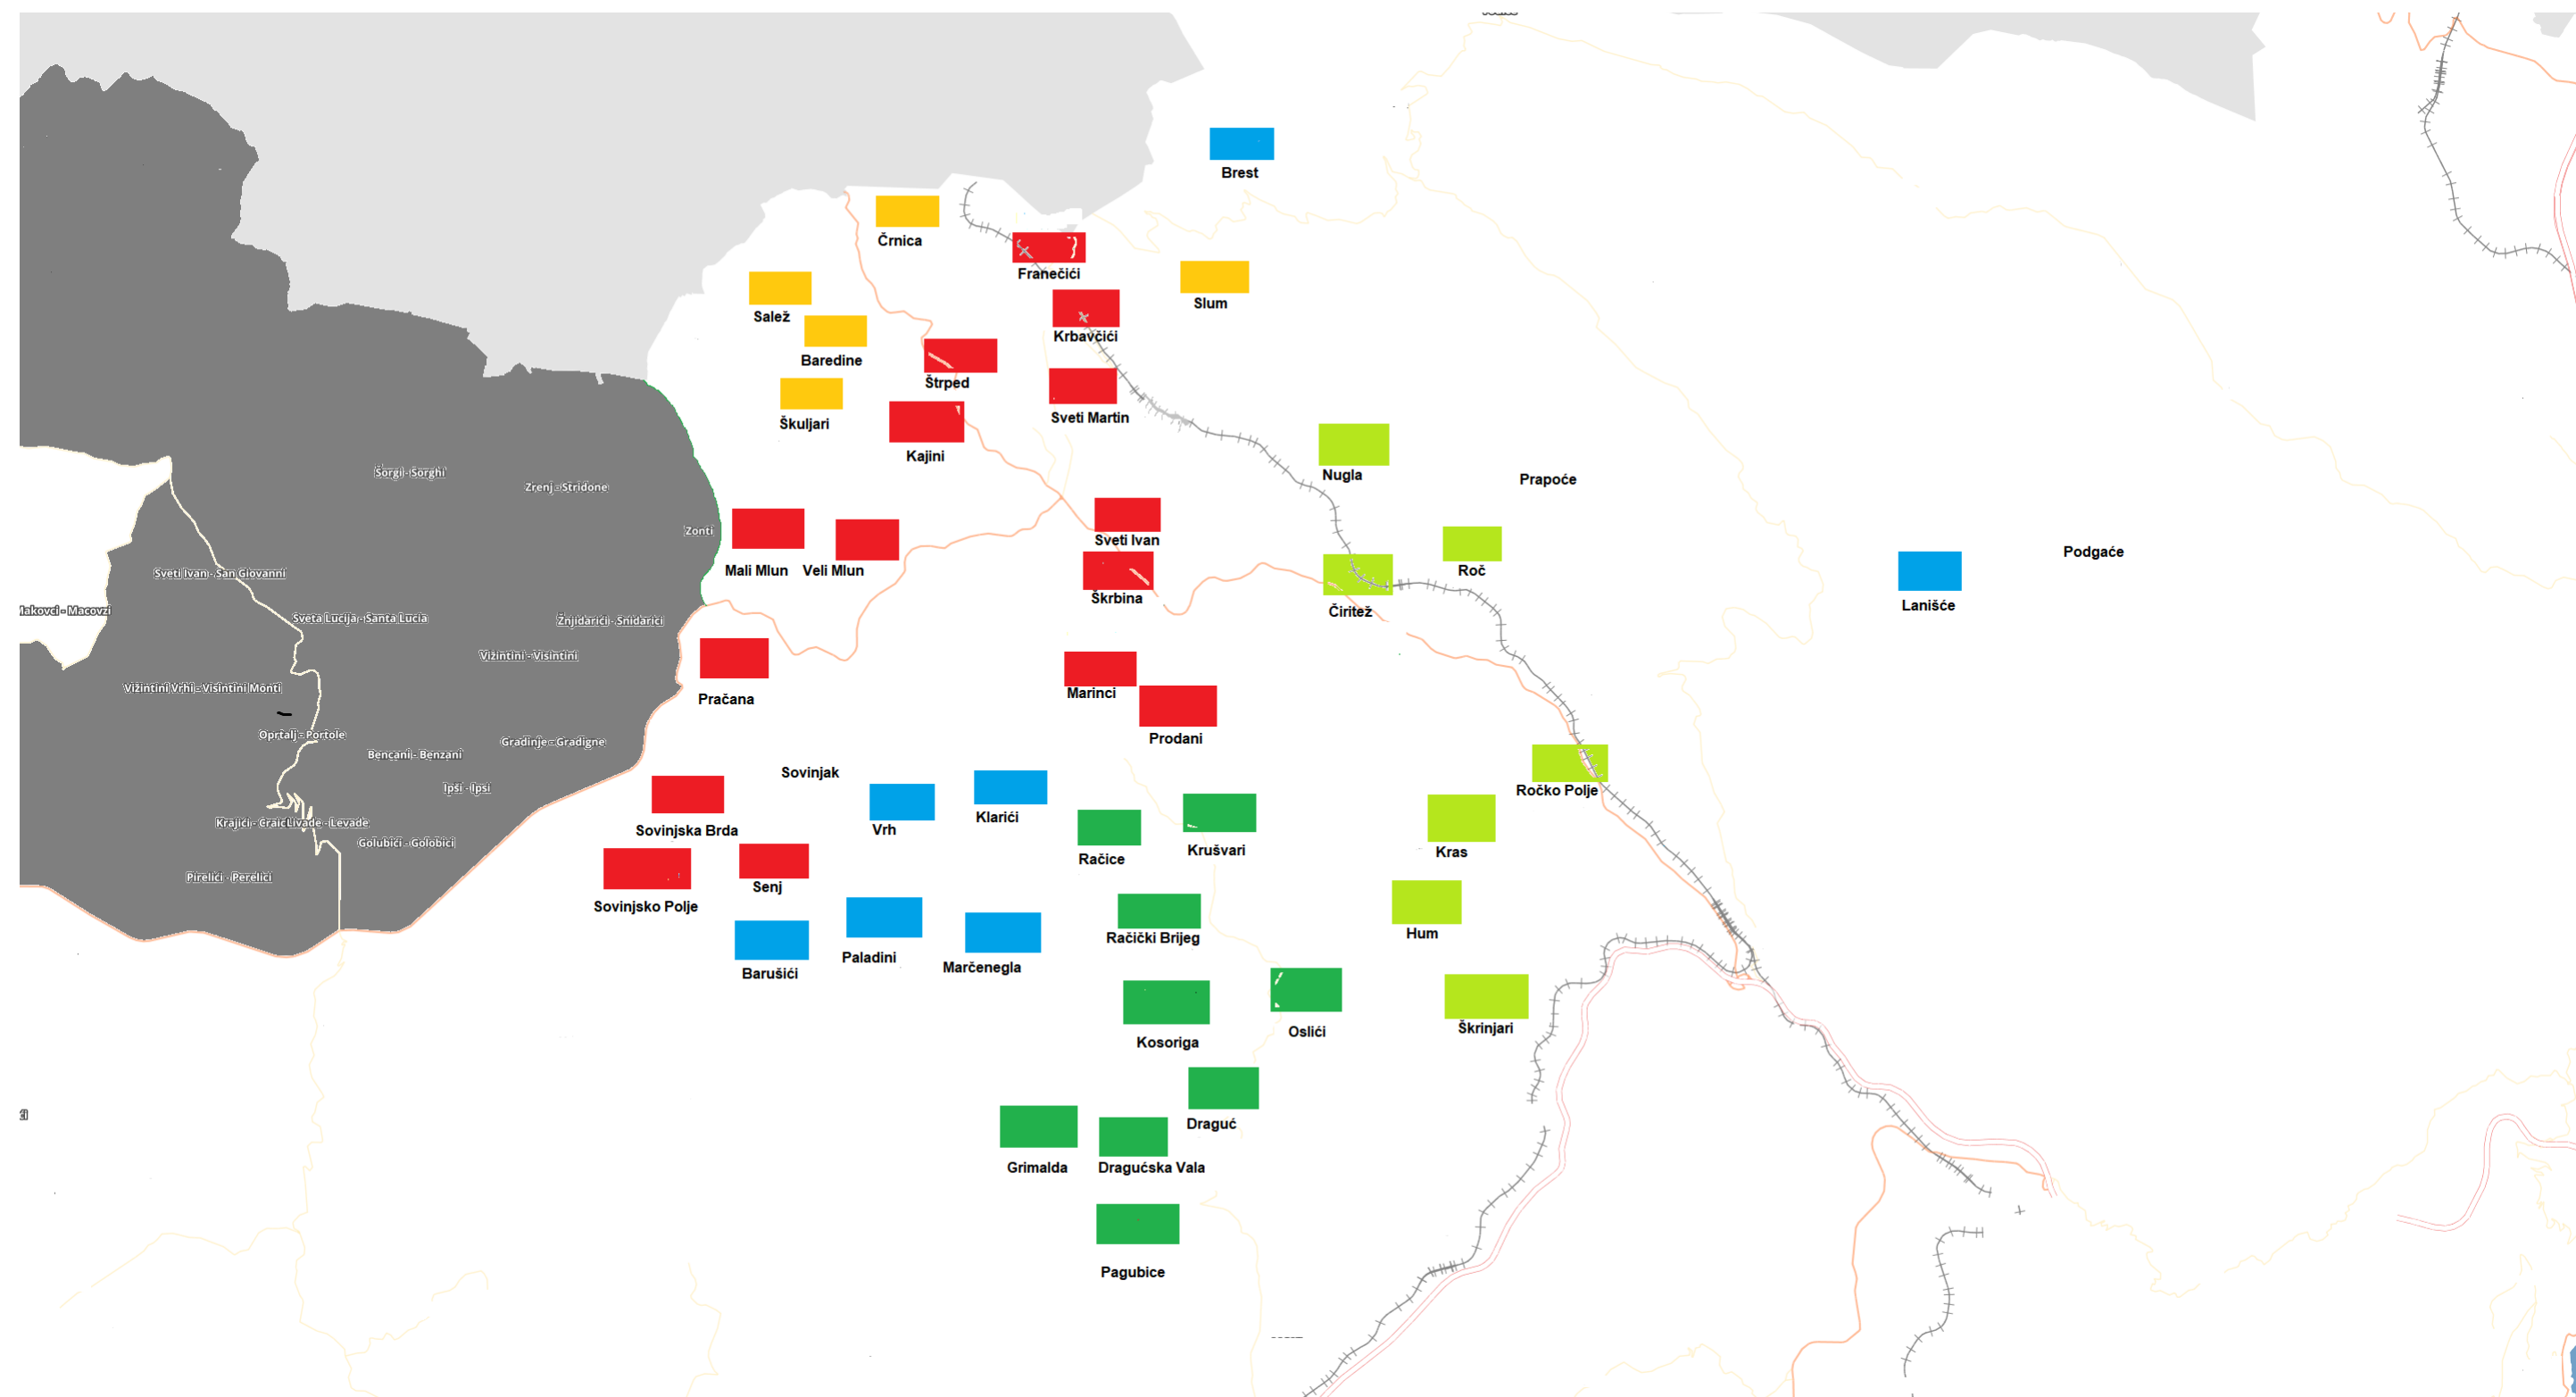 Brest
Črnica
Franečići
Slum
Salež
Krbavčići
Baredine
Štrped
Škuljari
Sveti Martin
Kajini
Šorgi - Sorghi
Zrenj - Stridone
Nugla
Prapoće
Zonti
Sveti Ivan
Podgaće
Sveti Ivan - San Giovanni
Mali Mlun
Veli Mlun
Roč
Škrbina
Lanišće
Čiritež
Makovci - Macovzi
Sveta Lucija - Santa Lucia
Žnjidarići - Snidarici
Vižintini - Visintini
Vižintini Vrhi - Visintini Monti
Pračana
Marinci
Oprtalj - Portole
Gradinje - Gradigne
Prodani
Bencani - Benzani
Sovinjak
Ipši - Ipsi
Ročko Polje
Krajići - Craic
Livade - Levade
Sovinjska Brda
Vrh
Klarići
Golubići - Golobici
Račice
Krušvari
Kras
Pirelići - Perelici
Senj
Sovinjsko Polje
Hum
Račički Brijeg
Paladini
Marčenegla
Barušići
Škrinjari
Oslići
Kosoriga
Draguć
Grimalda
Dragućska Vala
Pagubice